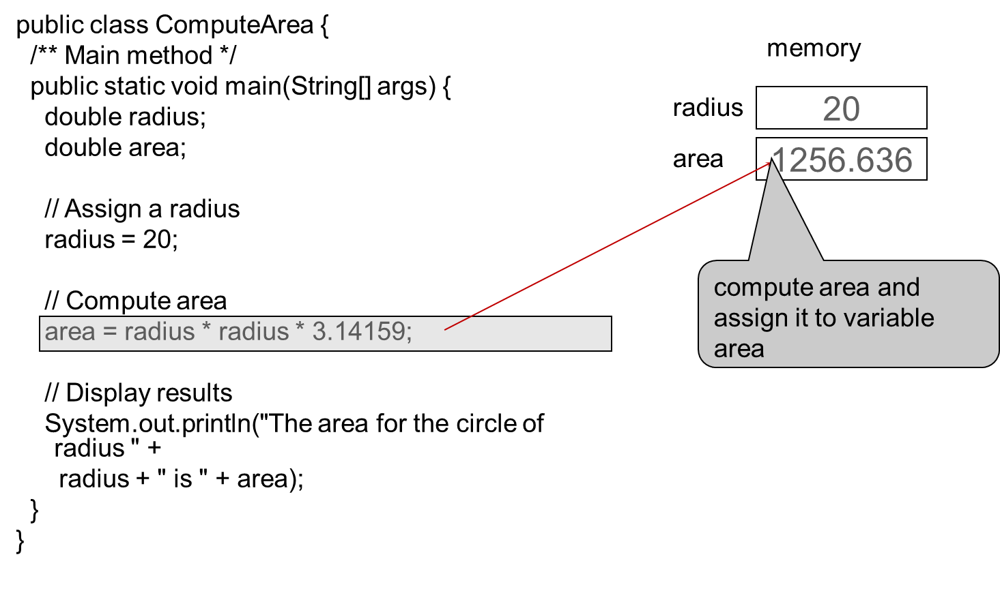 public class ComputeArea {
/** Main method */
public static void main(String[] args) {
double radius;
double area;
// Assign a radius
radius = 20;
// Compute area
area = radius * radius * 3.14159;
// Display results
System.out.println("The area for the circle of
radius " +
radius + " is " + area);
}
}
memory
radius
20
area
1256.636
compute area and
assign it to variable
area